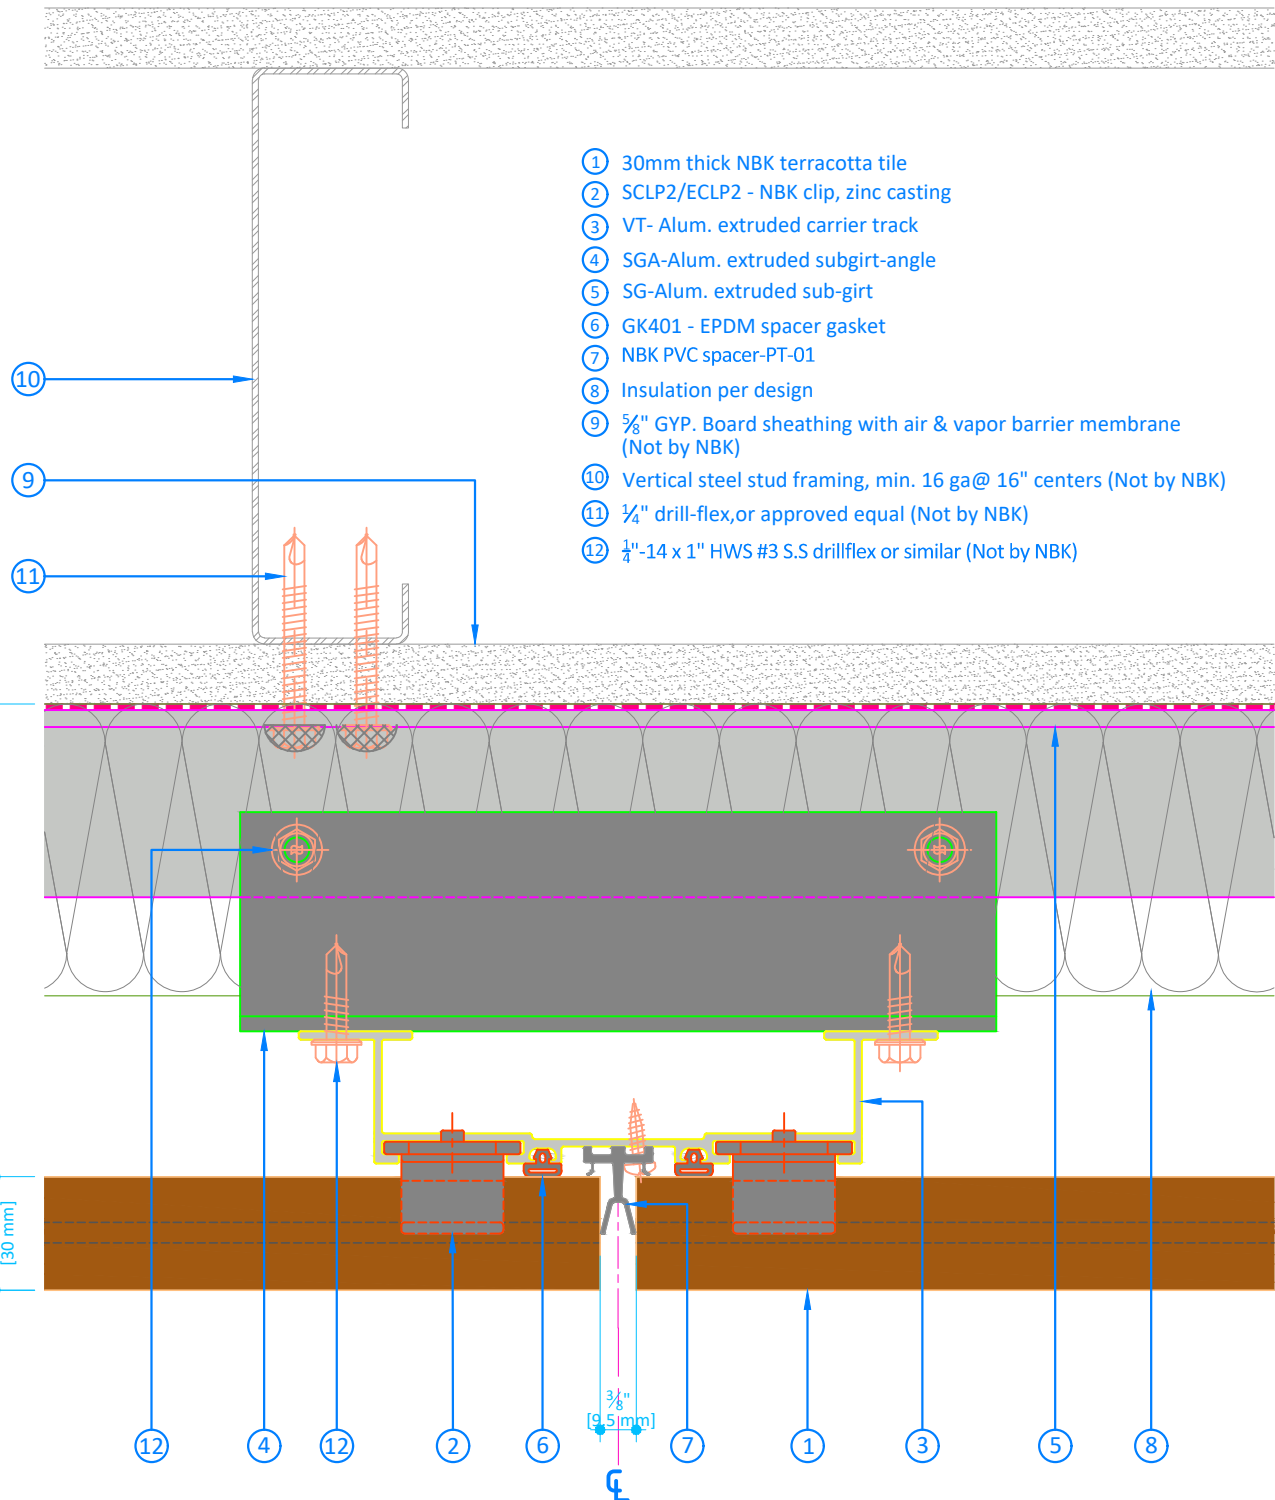 1 30mm thick NBK terracotta tile
2 SCLP2/ECLP2 - NBK clip, zinc casting
3 VT- Alum. extruded carrier track
4 SGA-Alum. extruded subgirt-angle
5 SG-Alum. extruded sub-girt
6 GK401 - EPDM spacer gasket
7 NBK PVC spacer-PT-01
8 Insulation per design
9 5/8" GYP. Board sheathing with air & vapor barrier membrane
(Not by NBK)
10 Vertical steel stud framing, min. 16 ga@ 16" centers (Not by NBK)
11 1/4" drill-flex,or approved equal (Not by NBK)
12 1/4"-14 x 1" HWS #3 S.S drillflex or similar (Not by NBK)
10
9
11
[30 mm]
3/8"
[9.5 mm]
12 4 12 2 6 7 1 3 5 8
℄